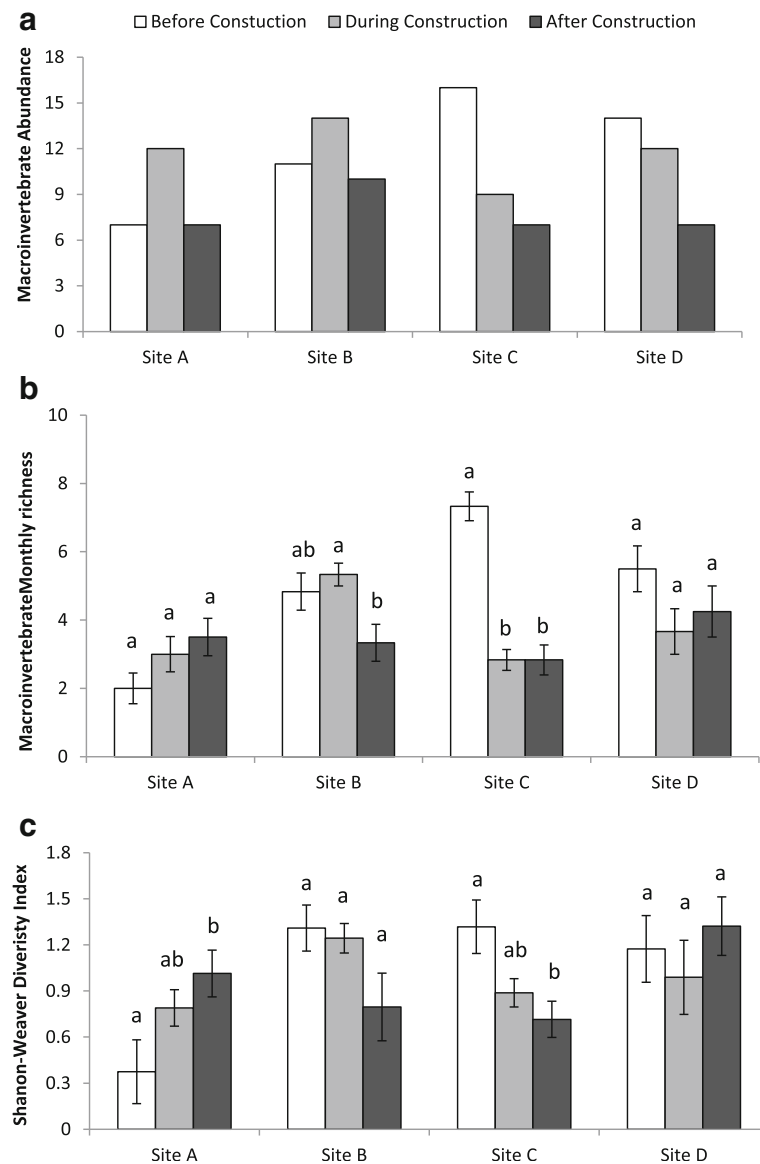 a
Before Constuction During Construction After Construction
Macroinvertebrate Abundance
18
15
12
9
6
3
0
Site A Site B Site C Site D
b
MacroinvertebrateMonthly richness
10
8
6
4
2
0
a a a ab a b a b b a a a
Site A Site B Site C Site D
c
Shanon-Weaver Diveristy Index
1.8
1.5
1.2
0.9
0.6
0.3
0
a ab b a a a a ab b a a a
Site A Site B Site C Site D